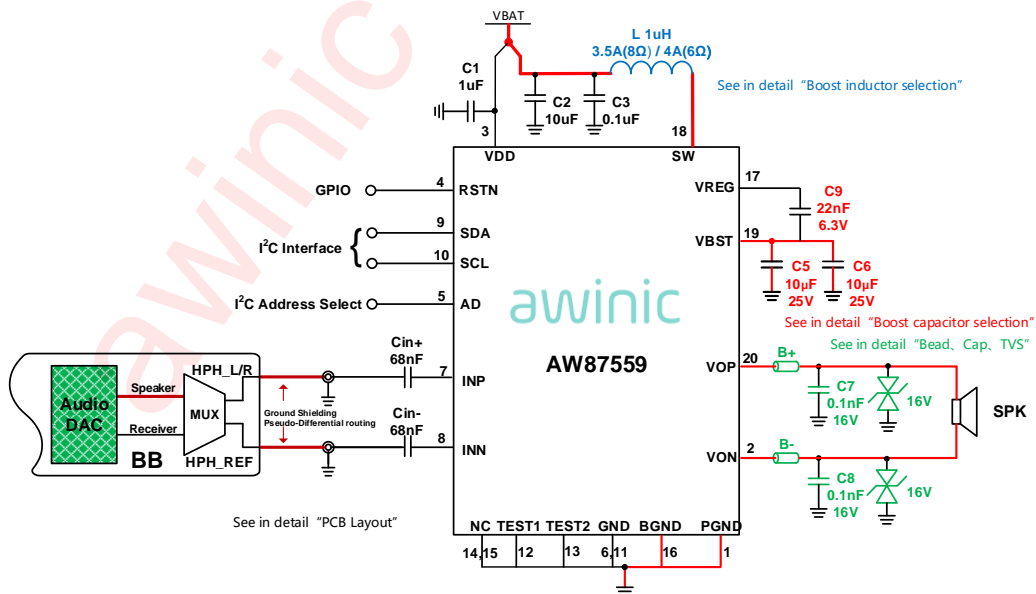 VBAT
L 1uH
3.5A(8Ω) / 4A(6Ω)
See in detail “Boost inductor selection”
C1
1uF
C2
10uF
C3
0.1uF
3
VDD
18
SW
GPIO
4
RSTN
I²C Interface
9
SDA
10
SCL
I²C Address Select
5
AD
VREG
17
C9
22nF
6.3V
VBST
19
C5
10μF
25V
C6
10μF
25V
See in detail “Boost capacitor selection”
See in detail “Bead、Cap、TVS”
awinic
AW87559
awinic
Cin+
68nF
7
INP
Cin-
68nF
8
INN
HPH_L/R
Speaker
Audio
DAC
MUX
Receiver
BB
HPH_REF
Ground Shielding
Pseudo-Differential routing
See in detail “PCB Layout”
VOP
20
B+
C7
0.1nF
16V
16V
SPK
VON
2
B-
C8
0.1nF
16V
16V
NC
TEST1
TEST2
GND
BGND
PGND
14,15
12
13
6,11
16
1